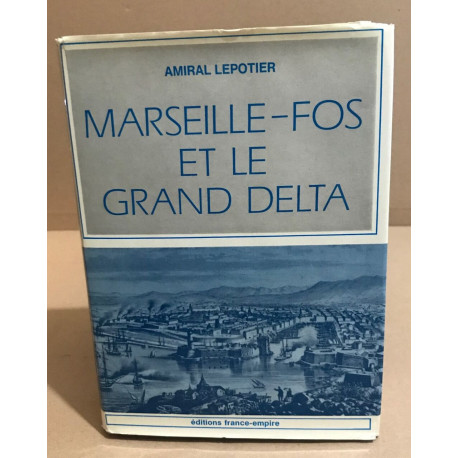 AMIRAL LEPOTIER
MARSEILLE-FOS
ET LE
GRAND DELTA
éditions france-empire